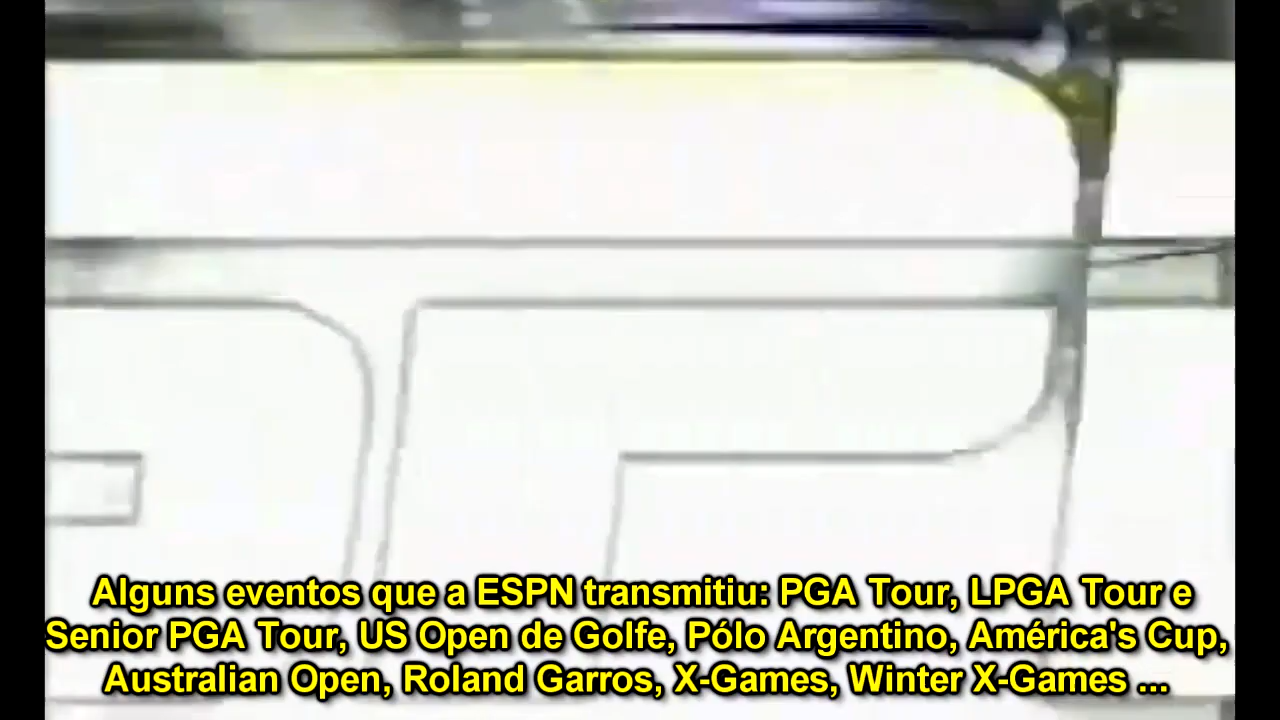 Alguns eventos que a ESPN transmitiu: PGA Tour, LPGA Tour e
Senior PGA Tour, US Open de Golfe, Pólo Argentino, América's Cup,
Australian Open, Roland Garros, X-Games, Winter X-Games ...